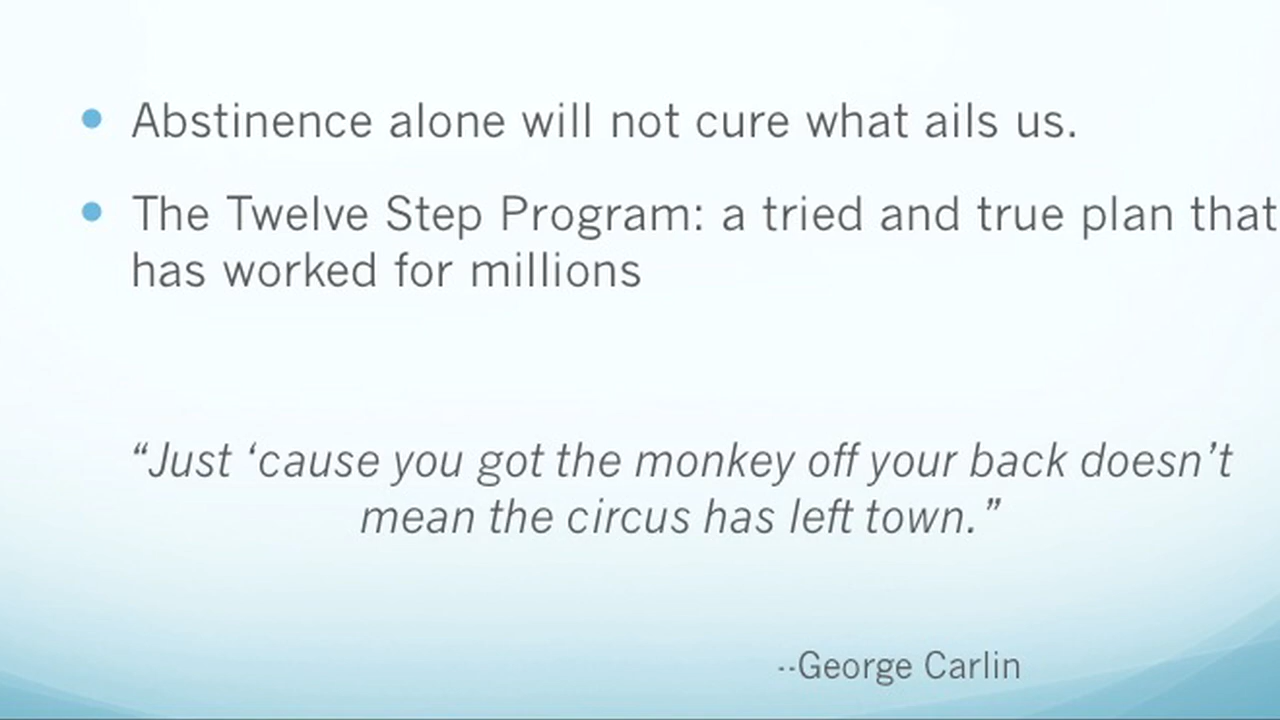 • Abstinence alone will not cure what ails us.
• The Twelve Step Program: a tried and true plan that
has worked for millions
“Just ‘cause you got the monkey off your back doesn’t
mean the circus has left town.”
--George Carlin